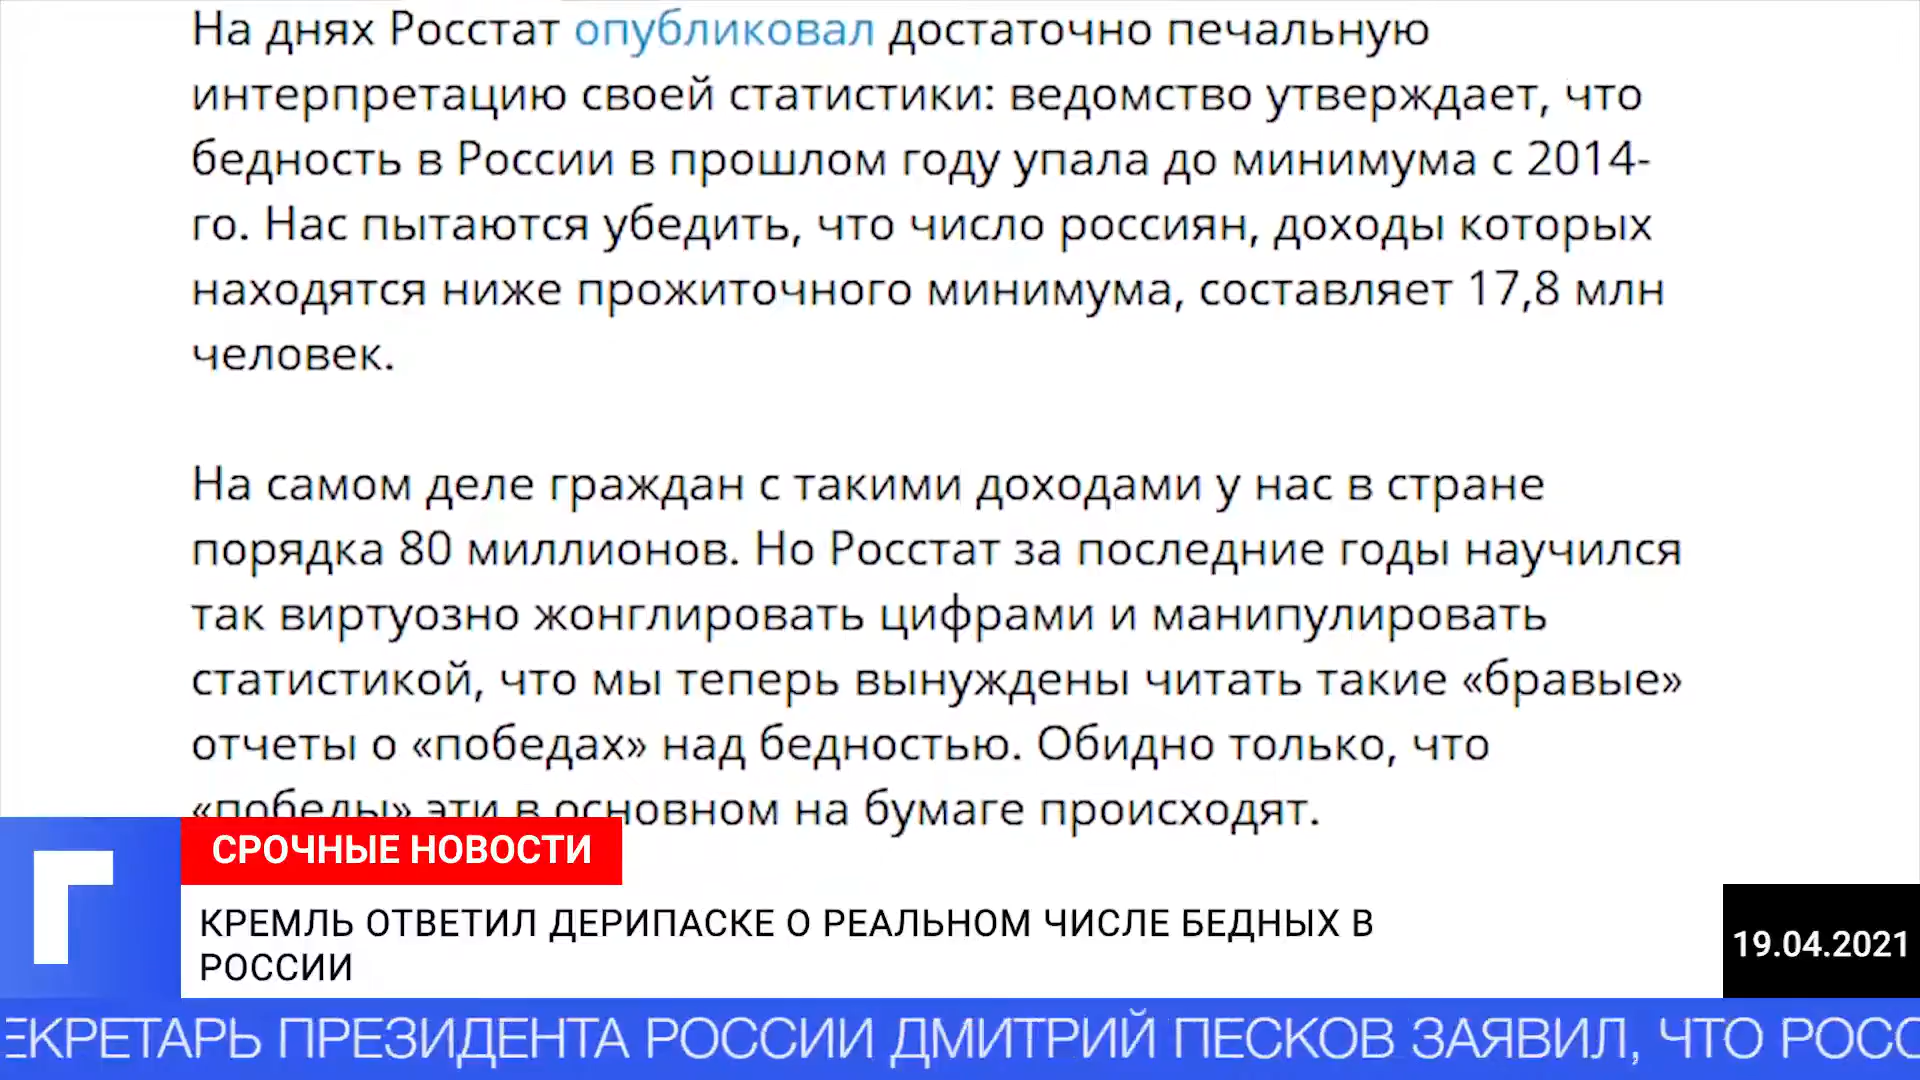 На днях Росстат опубликовал достаточно печальную
интерпретацию своей статистики: ведомство утверждает, что
бедность в России в прошлом году упала до минимума с 2014-
го. Нас пытаются убедить, что число россиян, доходы которых
находятся ниже прожиточного минимума, составляет 17,8 млн
человек.
На самом деле граждан с такими доходами у нас в стране
порядка 80 миллионов. Но Росстат за последние годы научился
так виртуозно жонглировать цифрами и манипулировать
статистикой, что мы теперь вынуждены читать такие «бравые»
отчеты о «победах» над бедностью. Обидно только, что
«победы» эти в основном на бумаге происходят.
Г
СРОЧНЫЕ НОВОСТИ
КРЕМЛЬ ОТВЕТИЛ ДЕРИПАСКЕ О РЕАЛЬНОМ ЧИСЛЕ БЕДНЫХ В
РОССИИ
19.04.2021
ЕКРЕТАРЬ ПРЕЗИДЕНТА РОССИИ ДМИТРИЙ ПЕСКОВ ЗАЯВИЛ, ЧТО РОСС